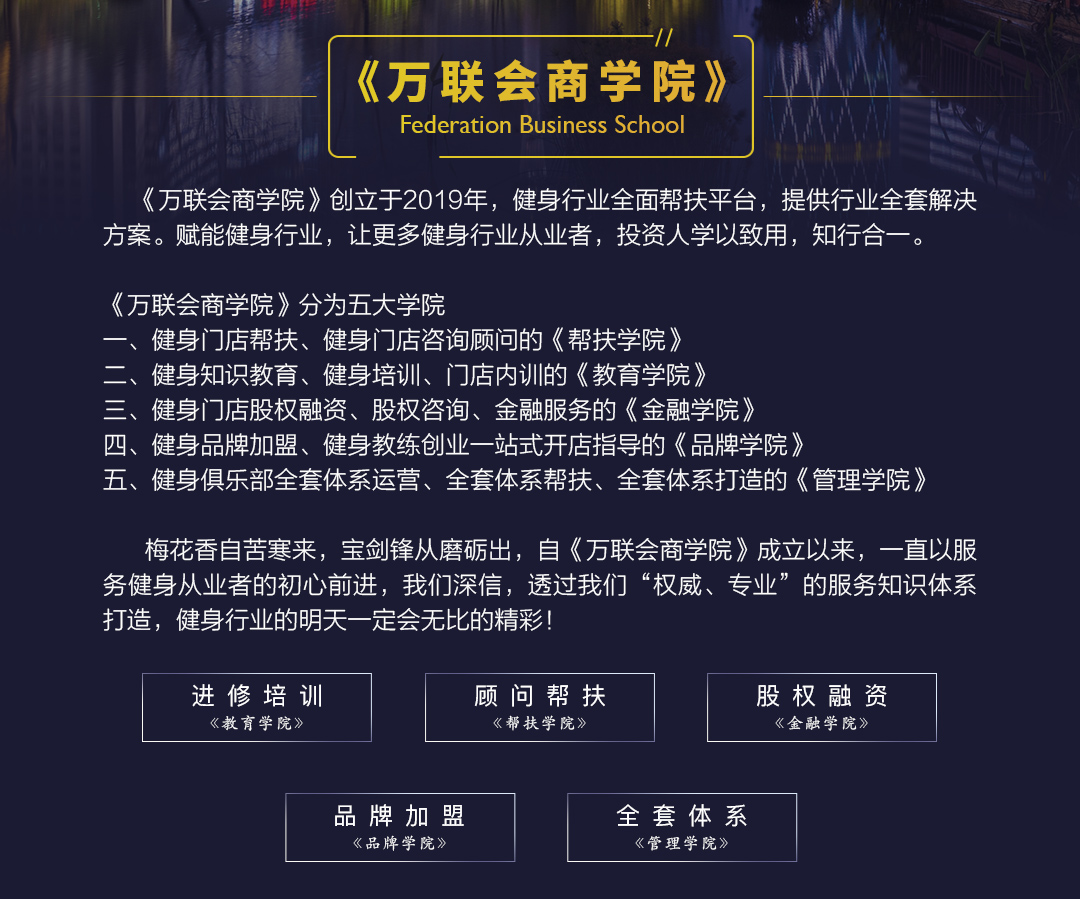 《万联会商学院》
Federation Business School
《万联会商学院》创立于2019年，健身行业全面帮扶平台，提供行业全套解决
方案。赋能健身行业，让更多健身行业从业者，投资人学以致用，知行合一。
《万联会商学院》分为五大学院
一、健身门店帮扶、健身门店咨询顾问的《帮扶学院》
二、健身知识教育、健身培训、门店内训的《教育学院》
三、健身门店股权融资、股权咨询、金融服务的《金融学院》
四、健身品牌加盟、健身教练创业一站式开店指导的《品牌学院》
五、健身俱乐部全套体系运营、全套体系帮扶、全套体系打造的《管理学院》
梅花香自苦寒来，宝剑锋从磨砺出，自《万联会商学院》成立以来，一直以服
务健身从业者的初心前进，我们深信，透过我们“权威、专业”的服务知识体系
打造，健身行业的明天一定会无比的精彩！
进修培训 顾问帮扶 股权融资
《教育学院》 《帮扶学院》 《金融学院》
品牌加盟 全套体系
《品牌学院》 《管理学院》